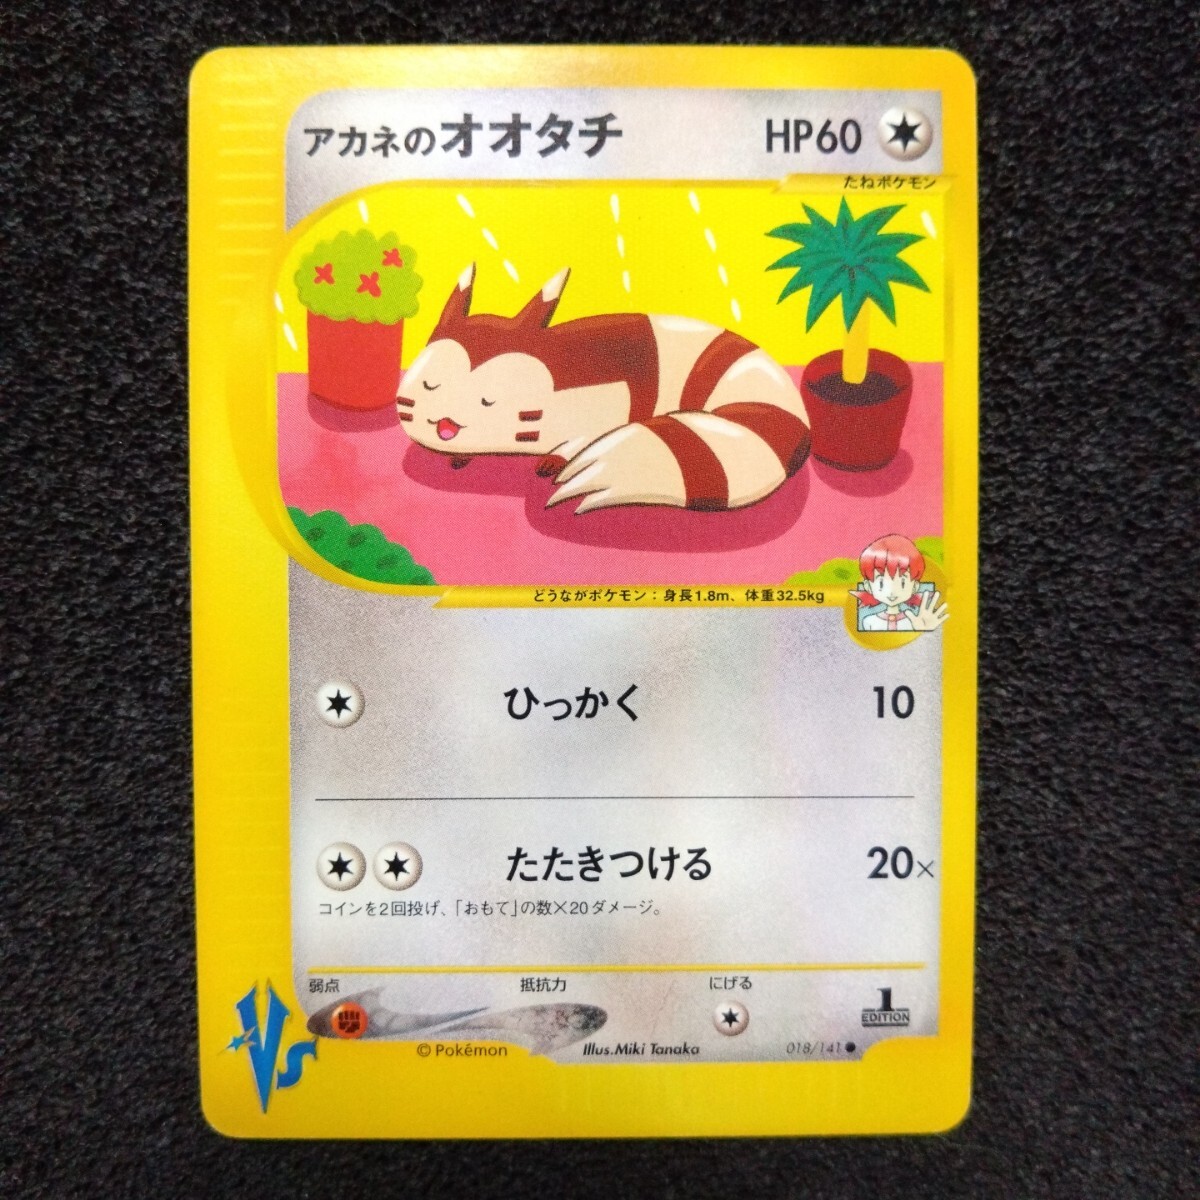 アカネのオオタチ HP60
たねポケモン
どうながポケモン：身長1.8m、体重32.5kg
ひっかく 10
たたきつける 20×
コインを2回投げ、「おもて」の数×20ダメージ。
弱点 抵抗力 にげる
1
EDITION
Vs
©Pokémon Illus.Miki Tanaka 018/141●